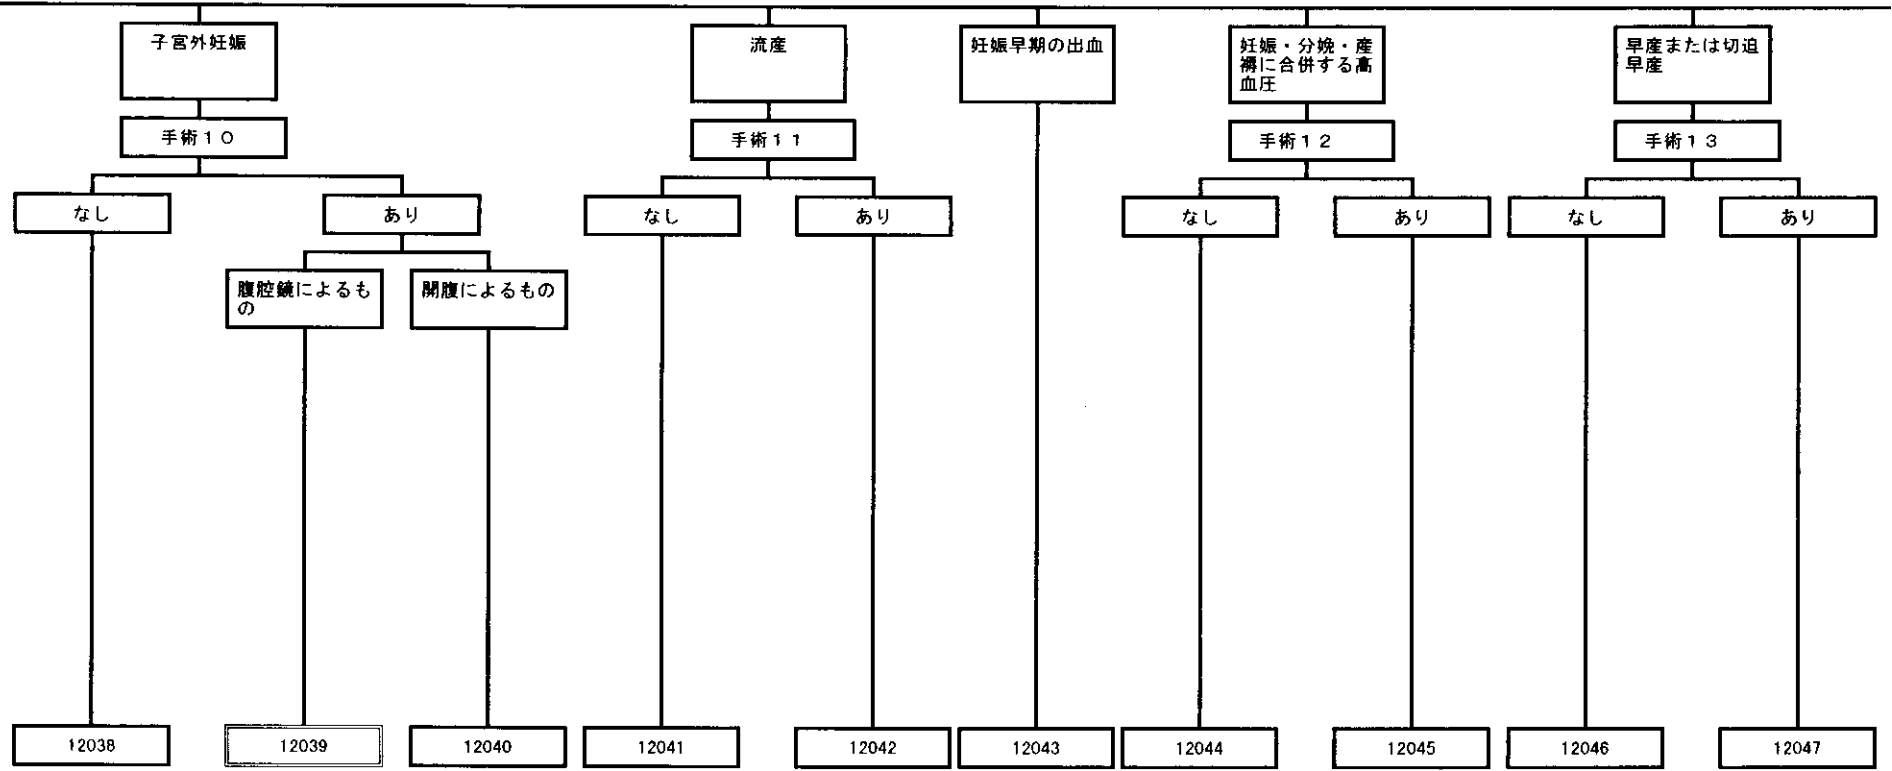 子宮外妊娠
流産
妊娠早期の出血
妊娠・分娩・産
褥に合併する高
血圧
早産または切迫
早産
手術10
手術11
手術12
手術13
なし
あり
なし
あり
なし
あり
なし
あり
腹腔鏡によるも
の
開腹によるもの
12038
12039
12040
12041
12042
12043
12044
12045
12046
12047